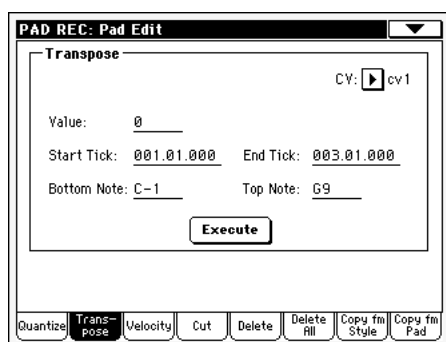 PAD REC: Pad Edit
Transpose
CV: cv1
Value: 0
Start Tick: 001.01.000 End Tick: 003.01.000
Bottom Note: C-1 Top Note: G9
Execute
Quantize Trans-pose Velocity Cut Delete Delete All Copy fm Style Copy fm Pad